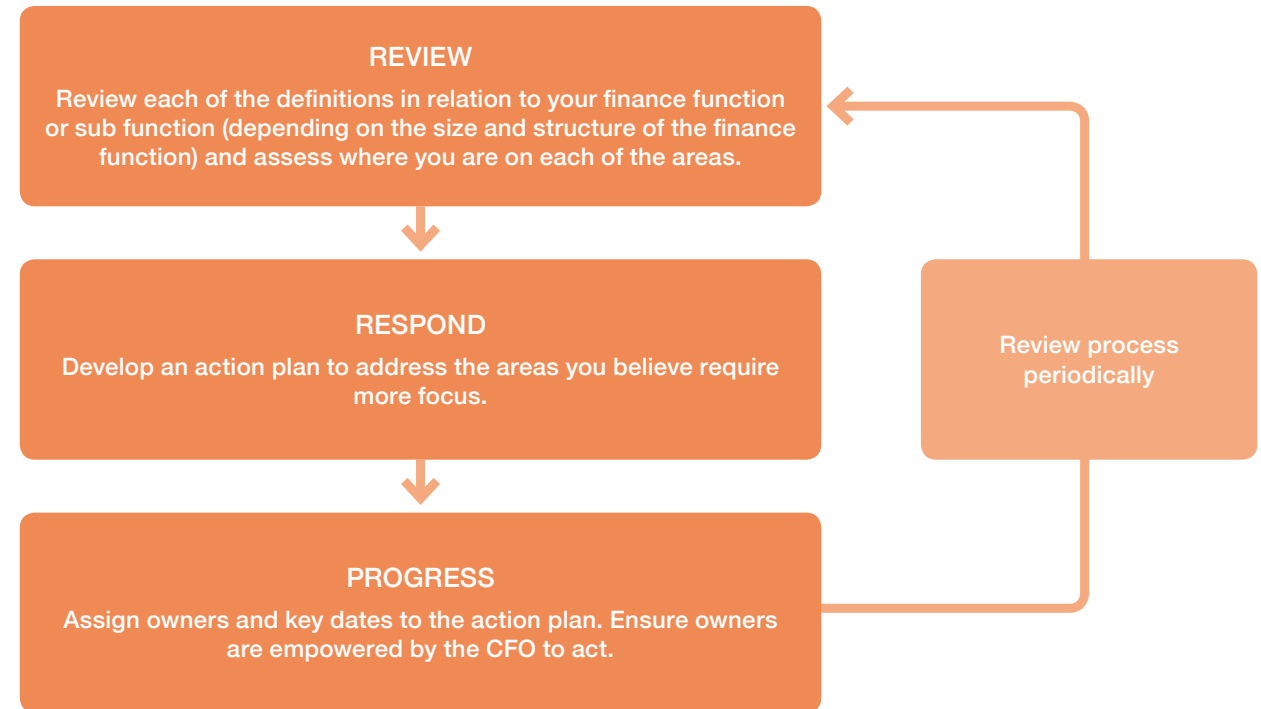 REVIEW
Review each of the definitions in relation to your finance function
or sub function (depending on the size and structure of the finance
function) and assess where you are on each of the areas.
RESPOND
Develop an action plan to address the areas you believe require
more focus.
Review process
periodically
PROGRESS
Assign owners and key dates to the action plan. Ensure owners
are empowered by the CFO to act.